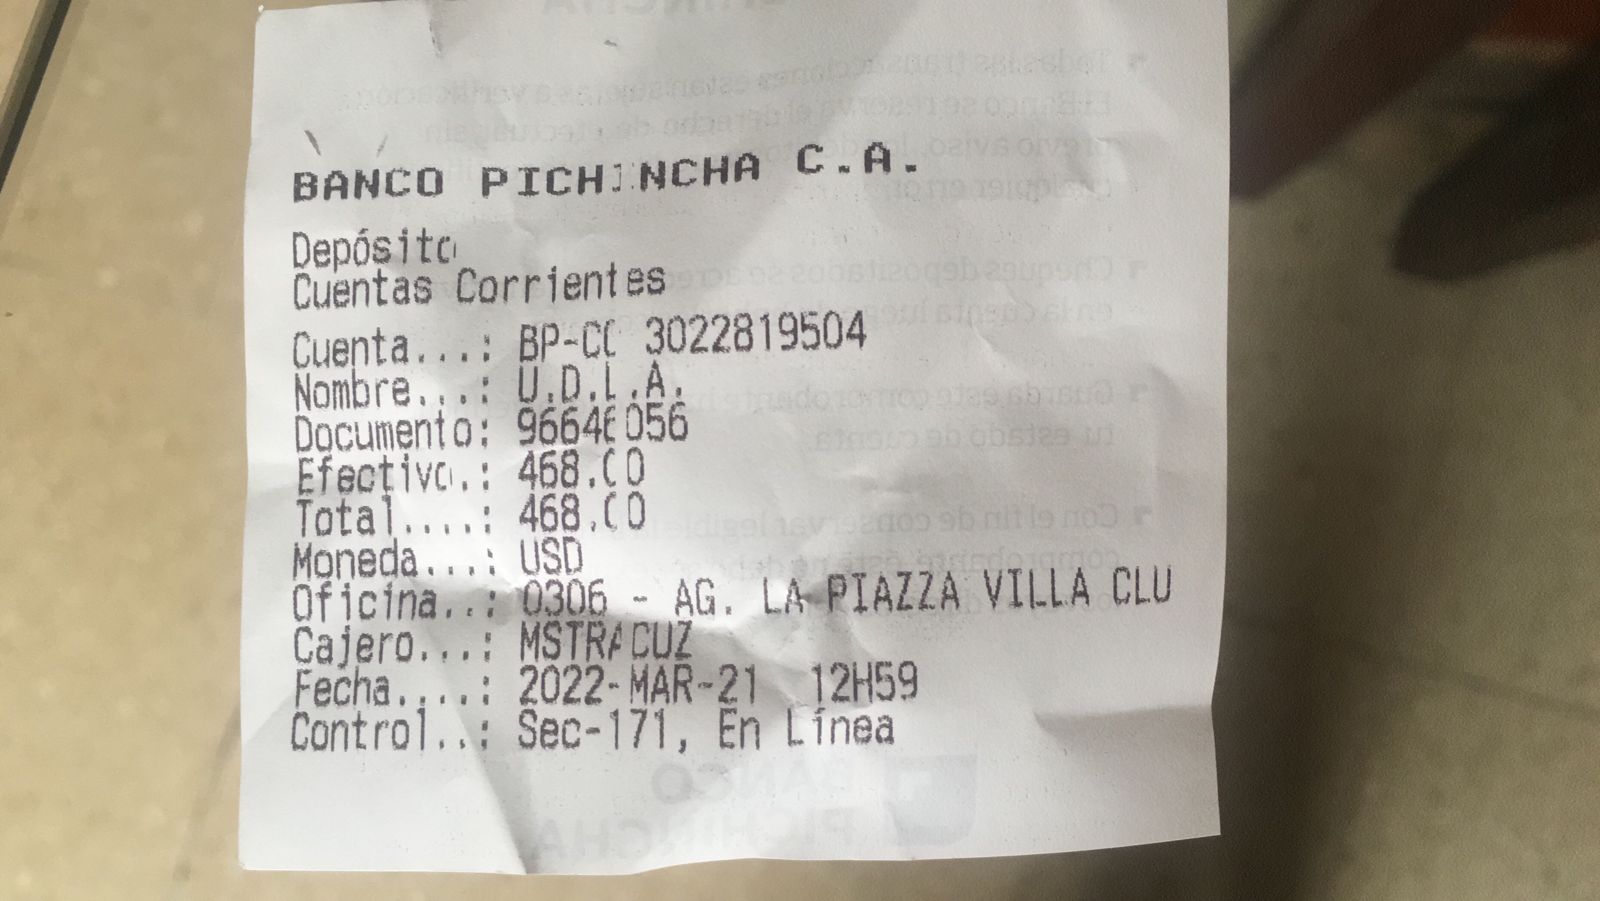 BANCO PICHINCHA C.A.
Depósito
Cuentas Corrientes
Cuenta...: BP-CC 3022819504
Nombre...: U.D.L.A.
Documento: 96646056
Efectivo.: 468.00
Total....: 468.00
Moneda...: USD
Oficina..: 0306 - AG. LA PIAZZA VILLA CLU
Cajero...: MSTRACUZ
Fecha....: 2022-MAR-21 12H59
Control..: Sec-171, En Línea